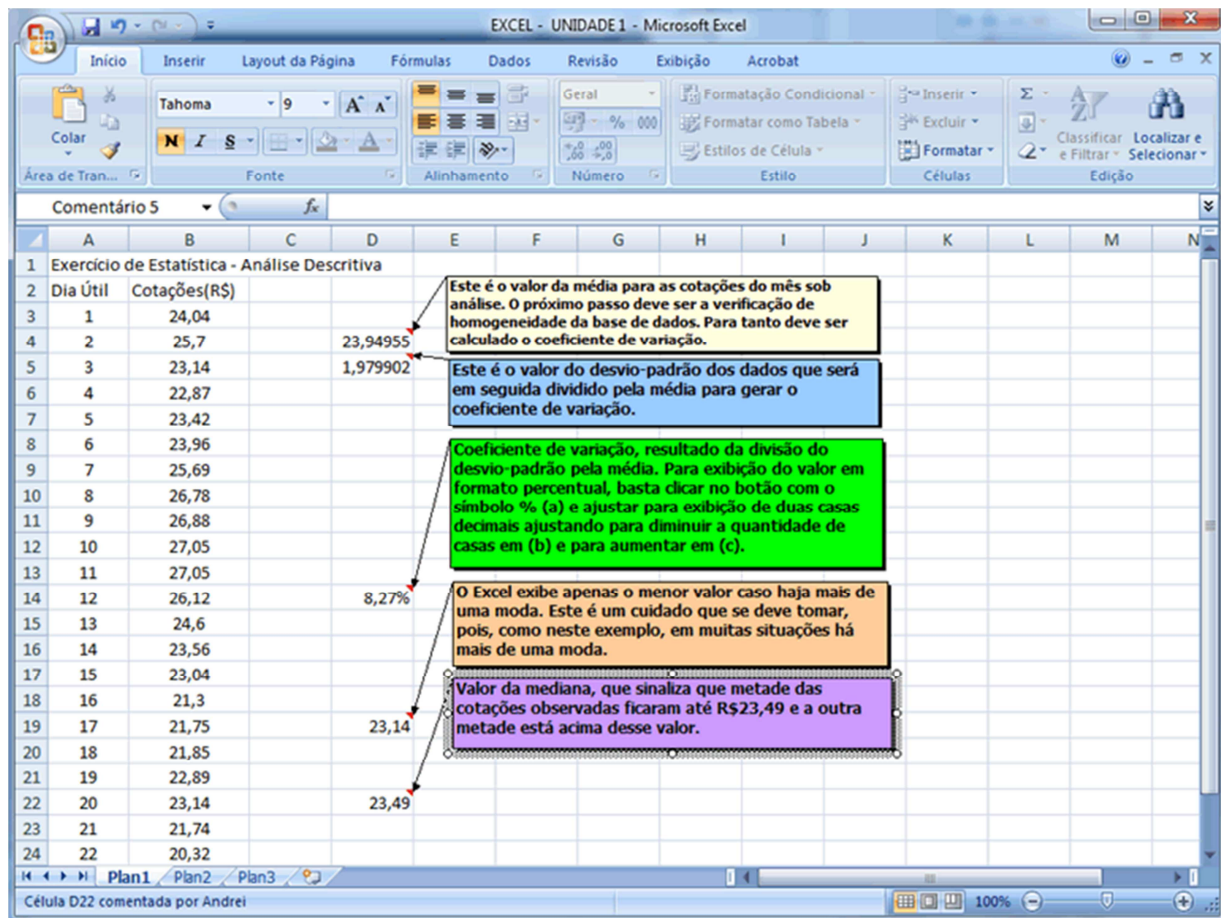 EXCEL - UNIDADE 1 - Microsoft Excel
Início Inserir Layout da Página Fórmulas Dados Revisão Exibição Acrobat
Colar
Área de Tran...
Tahoma 9
N I S
Fonte
Alinhamento
Geral
% 000
Número
Formatação Condicional
Formatar como Tabela
Estilos de Célula
Estilo
Inserir
Excluir
Formatar
Células
Σ
Classificar e Filtrar
Localizar e Selecionar
Edição
Comentário 5 fx
A B C D E F G H I J K L M N
1 Exercício de Estatística - Análise Descritiva
2 Dia Útil Cotações(R$)
3 1 24,04
4 2 25,7 23,94955
5 3 23,14 1,979902
6 4 22,87
7 5 23,42
8 6 23,96
9 7 25,69
10 8 26,78
11 9 26,88
12 10 27,05
13 11 27,05
14 12 26,12 8,27%
15 13 24,6
16 14 23,56
17 15 23,04
18 16 21,3
19 17 21,75 23,14
20 18 21,85
21 19 22,89
22 20 23,14 23,49
23 21 21,74
24 22 20,32
Este é o valor da média para as cotações do mês sob
análise. O próximo passo deve ser a verificação de
homogeneidade da base de dados. Para tanto deve ser
calculado o coeficiente de variação.
Este é o valor do desvio-padrão dos dados que será
em seguida dividido pela média para gerar o
coeficiente de variação.
Coeficiente de variação, resultado da divisão do
desvio-padrão pela média. Para exibição do valor em
formato percentual, basta clicar no botão com o
símbolo % (a) e ajustar para exibição de duas casas
decimais ajustando para diminuir a quantidade de
casas em (b) e para aumentar em (c).
O Excel exibe apenas o menor valor caso haja mais de
uma moda. Este é um cuidado que se deve tomar,
pois, como neste exemplo, em muitas situações há
mais de uma moda.
Valor da mediana, que sinaliza que metade das
cotações observadas ficaram até R$23,49 e a outra
metade está acima desse valor.
Plan1 Plan2 Plan3
Célula D22 comentada por Andrei 100%